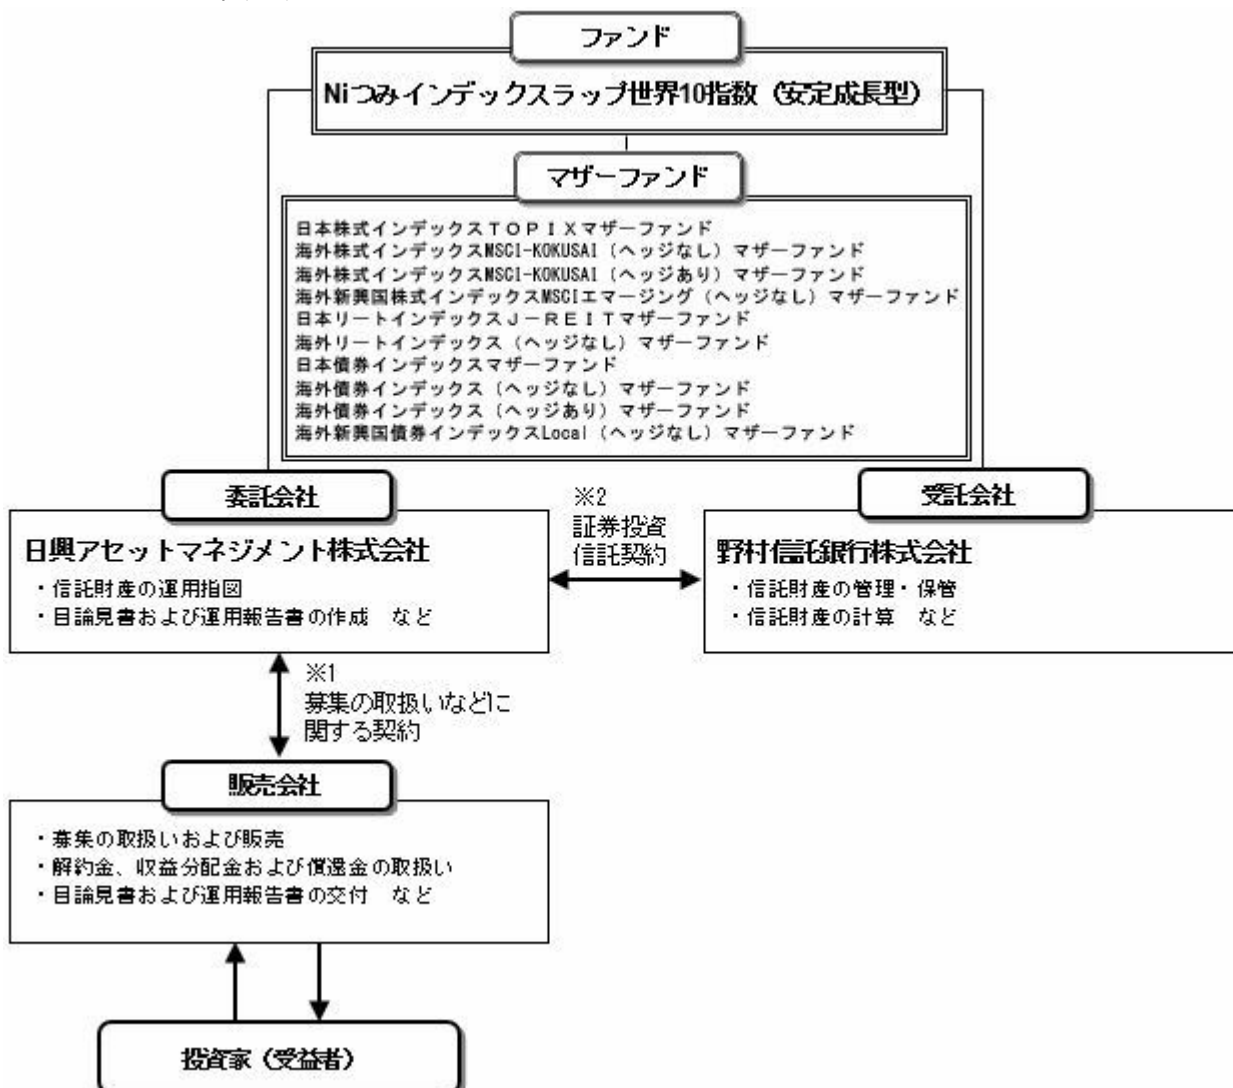 ファンド
Niつみインデックスラップ世界10指数（安定成長型）
マザーファンド
日本株式インデックスＴＯＰＩＸマザーファンド
海外株式インデックスMSCI-KOKUSAI（ヘッジなし）マザーファンド
海外株式インデックスMSCI-KOKUSAI（ヘッジあり）マザーファンド
海外新興国株式インデックスMSCIエマージング（ヘッジなし）マザーファンド
日本リートインデックスＪ－ＲＥＩＴマザーファンド
海外リートインデックス（ヘッジなし）マザーファンド
日本債券インデックスマザーファンド
海外債券インデックス（ヘッジなし）マザーファンド
海外債券インデックス（ヘッジあり）マザーファンド
海外新興国債券インデックスLocal（ヘッジなし）マザーファンド
委託会社
日興アセットマネジメント株式会社
・信託財産の運用指図
・目論見書および運用報告書の作成　など
※2
証券投資
信託契約
受託会社
野村信託銀行株式会社
・信託財産の管理・保管
・信託財産の計算　など
※1
募集の取扱いなどに
関する契約
販売会社
・募集の取扱いおよび販売
・解約金、収益分配金および償還金の取扱い
・目論見書および運用報告書の交付　など
投資家（受益者）